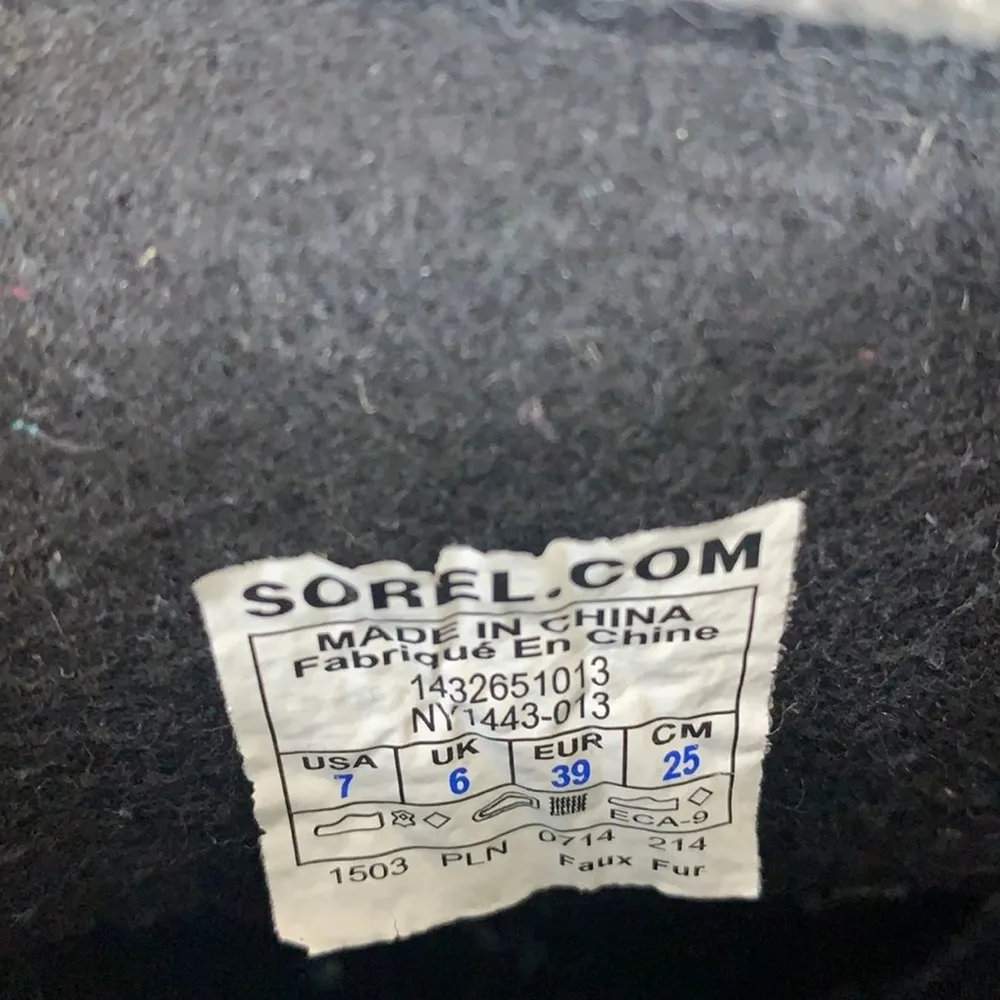 SOREL.COM
MADE IN CHINA
Fabriqué En Chine
1432651013
NY1443-013
USA UK EUR CM
7 6 39 25
ECA-9
1503 PLN 0714 214
Faux Fur